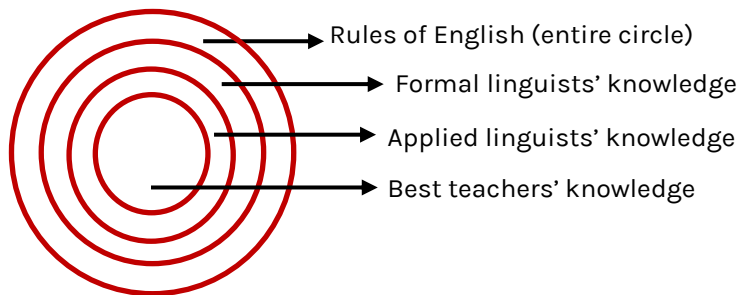 Rules of English (entire circle)
Formal linguists’ knowledge
Applied linguists’ knowledge
Best teachers’ knowledge